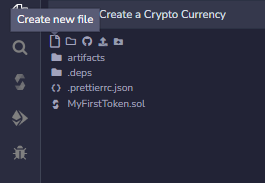 Create new file
Create a Crypto Currency
artifacts
.deps
.prettierrc.json
MyFirstToken.sol